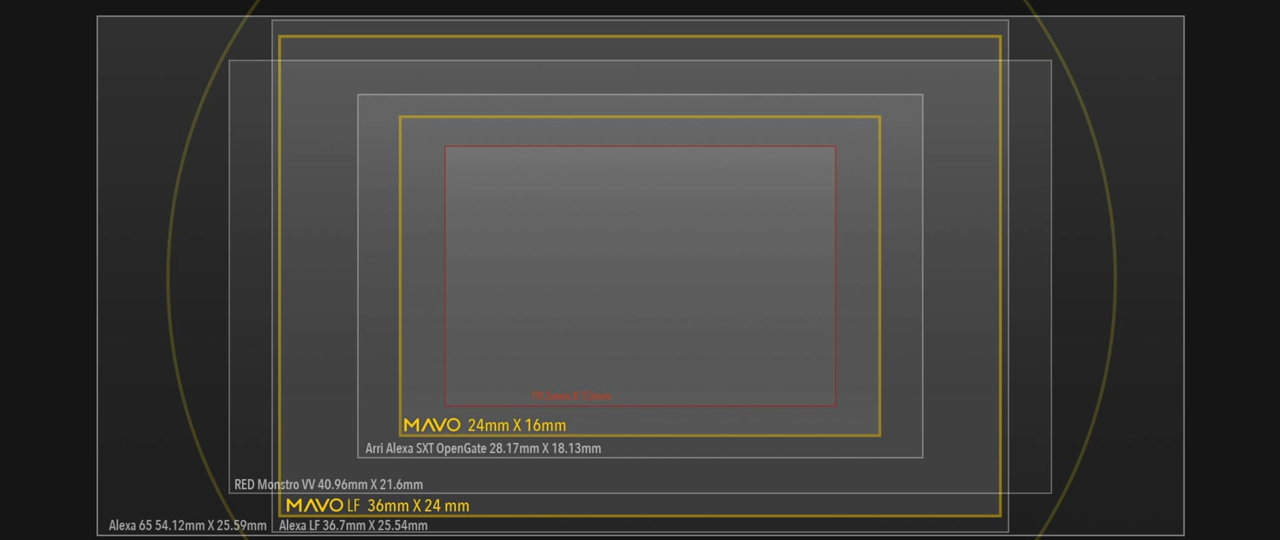 MAVO 24mm X 16mm
Arri Alexa SXT OpenGate 28.17mm X 18.13mm
RED Monstro VV 40.96mm X 21.6mm
MAVO LF 36mm X 24 mm
Alexa 65 54.12mm X 25.59mm
Alexa LF 36.7mm X 25.54mm